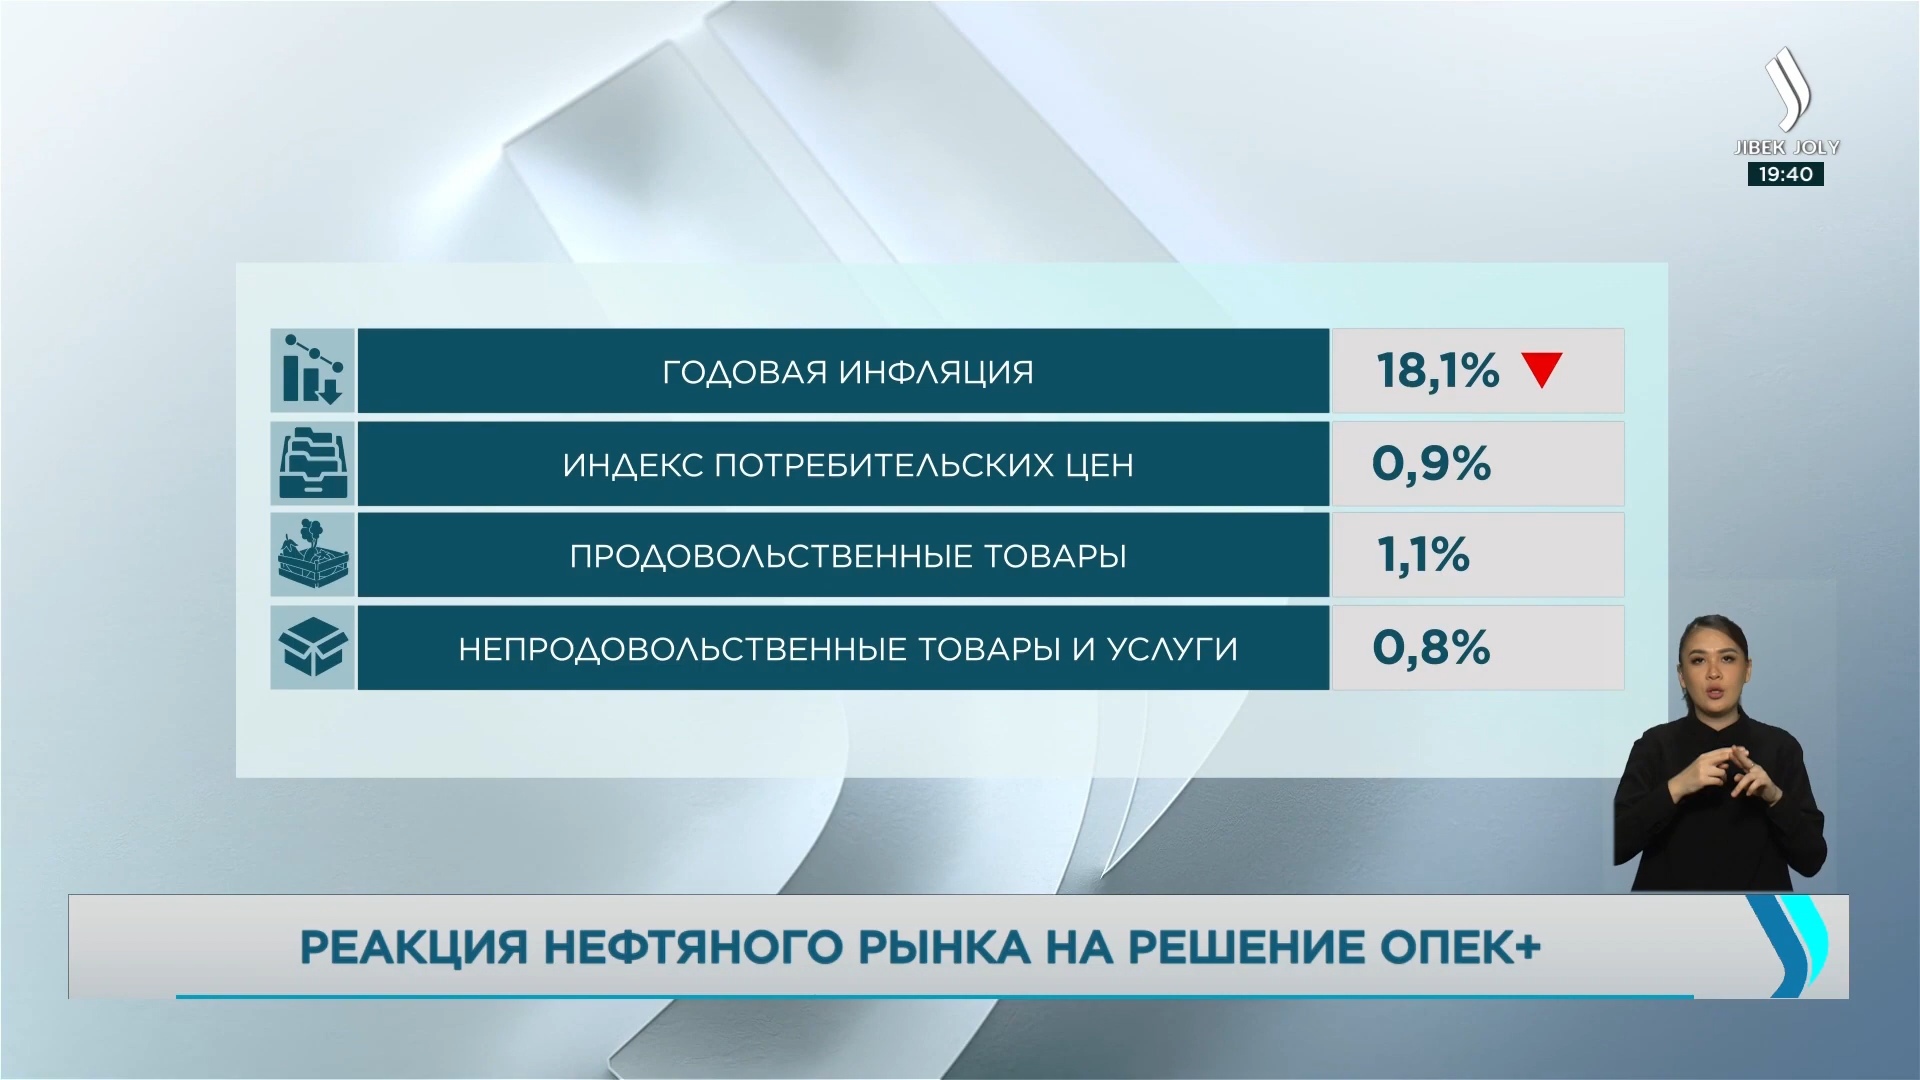 JIBEK JOLY
19:40
ГОДОВАЯ ИНФЛЯЦИЯ 18,1%
ИНДЕКС ПОТРЕБИТЕЛЬСКИХ ЦЕН 0,9%
ПРОДОВОЛЬСТВЕННЫЕ ТОВАРЫ 1,1%
НЕПРОДОВОЛЬСТВЕННЫЕ ТОВАРЫ И УСЛУГИ 0,8%
РЕАКЦИЯ НЕФТЯНОГО РЫНКА НА РЕШЕНИЕ ОПЕК+